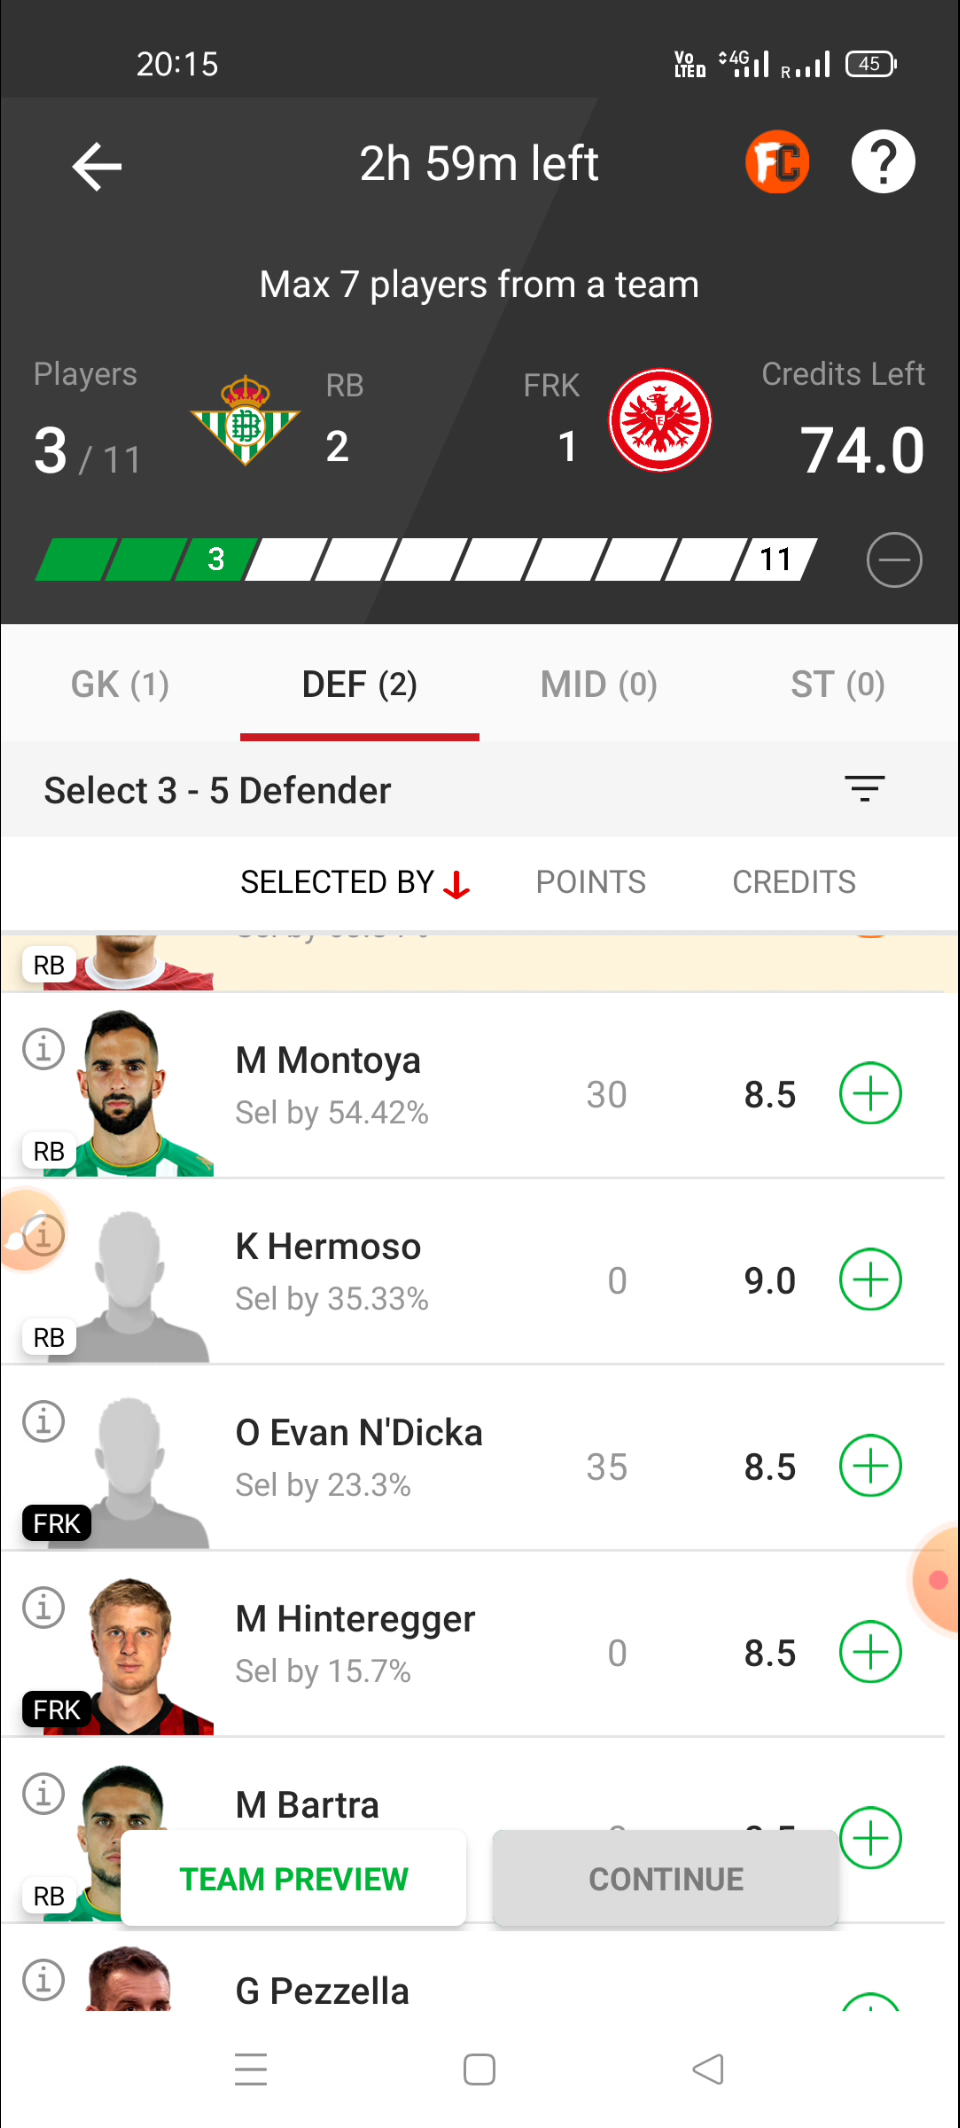 20:15
Vo LTED 4G R 45
2h 59m left
FC ?
Max 7 players from a team
Players RB FRK Credits Left
3 / 11 2 1 74.0
3 11
GK (1) DEF (2) MID (0) ST (0)
Select 3 - 5 Defender
SELECTED BY POINTS CREDITS
RB
M Montoya
Sel by 54.42% 30 8.5
RB
K Hermoso
Sel by 35.33% 0 9.0
RB
O Evan N'Dicka
Sel by 23.3% 35 8.5
FRK
M Hinteregger
Sel by 15.7% 0 8.5
FRK
M Bartra
RB
TEAM PREVIEW CONTINUE
G Pezzella